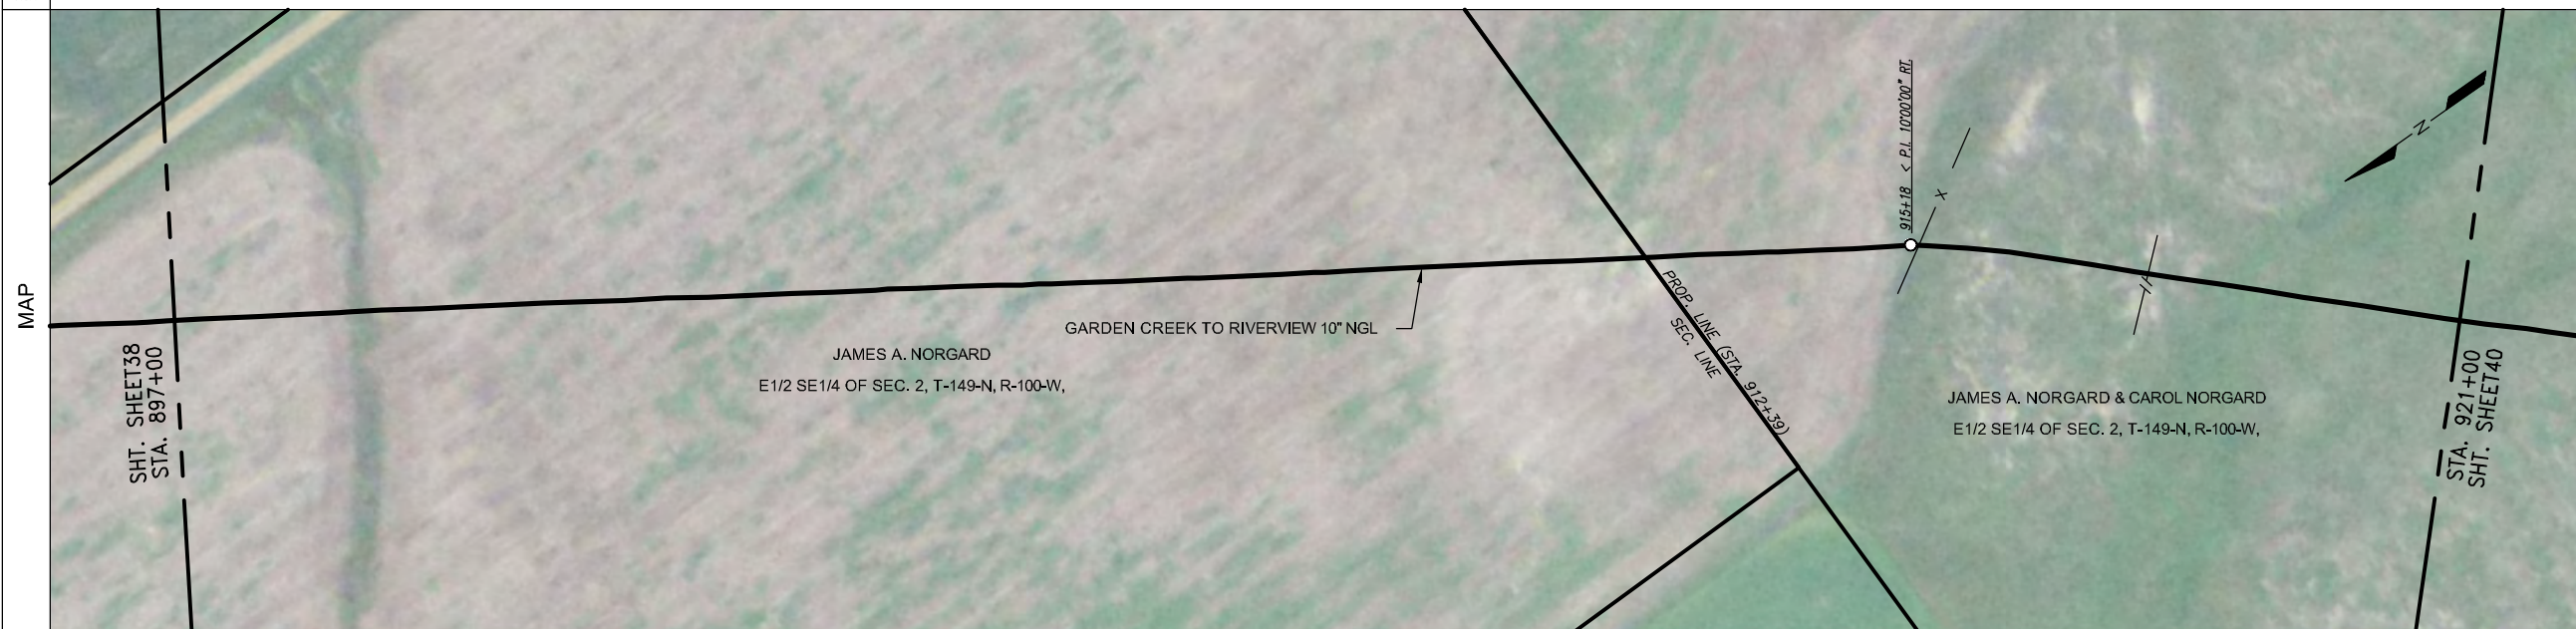 MAP
SHT. SHEET38
STA. 897+00
JAMES A. NORGARD
E1/2 SE1/4 OF SEC. 2, T-149-N, R-100-W,
GARDEN CREEK TO RIVERVIEW 10" NGL
PROP. LINE (STA. 912+39)
SEC. LINE
915+18 < P.I. 10°00'00" RT.
X
JAMES A. NORGARD & CAROL NORGARD
E1/2 SE1/4 OF SEC. 2, T-149-N, R-100-W,
N
STA. 921+00
SHT. SHEET40